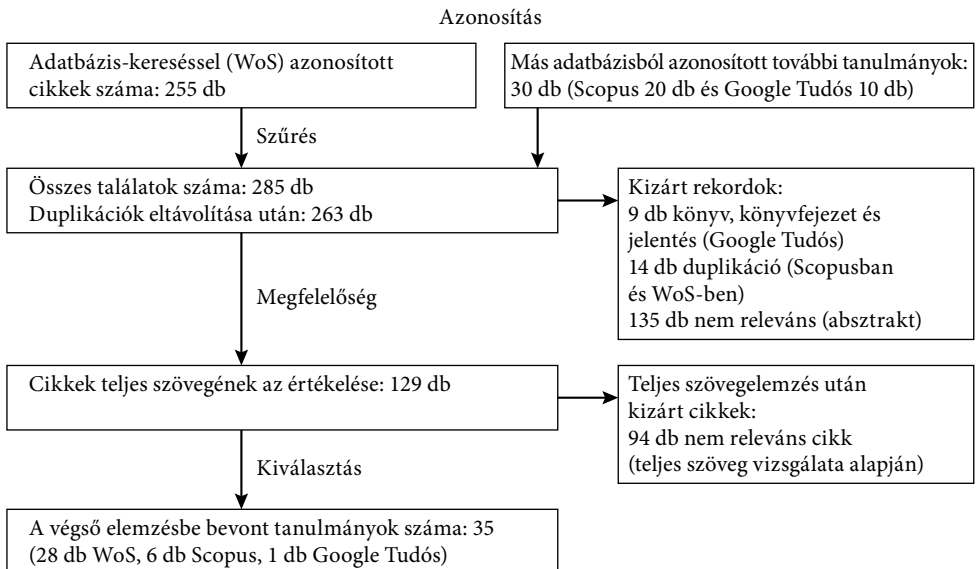 Azonosítás
Adatbázis-kereséssel (WoS) azonosított
cikkek száma: 255 db
Más adatbázisból azonosított további tanulmányok:
30 db (Scopus 20 db és Google Tudós 10 db)
Szűrés
Összes találatok száma: 285 db
Duplikációk eltávolítása után: 263 db
Kizárt rekordok:
9 db könyv, könyvfejezet és
jelentés (Google Tudós)
14 db duplikáció (Scopusban
és WoS-ben)
135 db nem releváns (absztrakt)
Megfelelőség
Cikkek teljes szövegének az értékelése: 129 db
Teljes szövegelemzés után
kizárt cikkek:
94 db nem releváns cikk
(teljes szöveg vizsgálata alapján)
Kiválasztás
A végső elemzésbe bevont tanulmányok száma: 35
(28 db WoS, 6 db Scopus, 1 db Google Tudós)